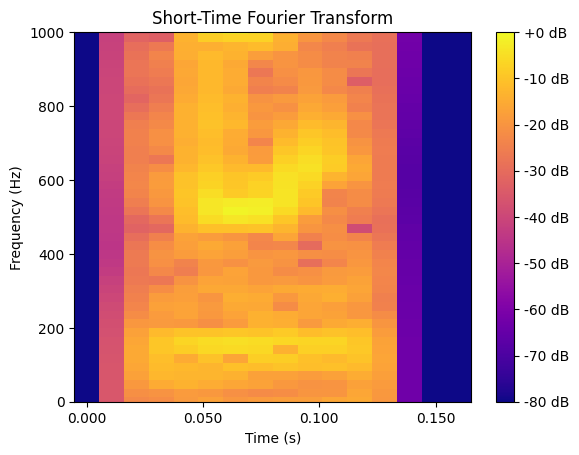 Short-Time Fourier Transform
1000
800
600
400
200
0
Frequency (Hz)
0.000
0.050
0.100
0.150
Time (s)
+0 dB
-10 dB
-20 dB
-30 dB
-40 dB
-50 dB
-60 dB
-70 dB
-80 dB